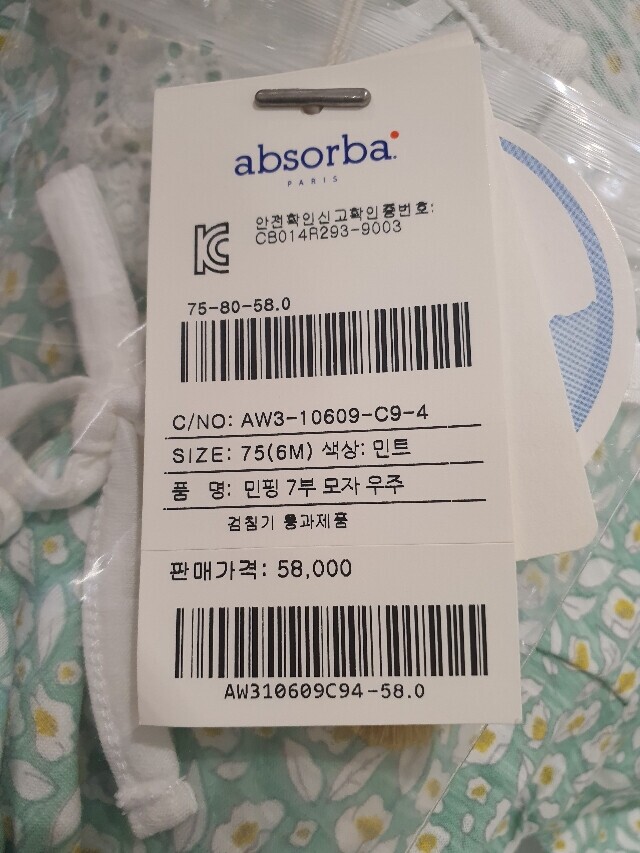 absorba
PARIS
안전확인신고확인증번호:
CB014R293-9003
75-80-58.0
C/NO: AW3-10609-C9-4
SIZE: 75(6M) 색상: 민트
품 명: 민핑 7부 모자 우주
검침기 통과제품
판매가격: 58,000
AW310609C94-58.0